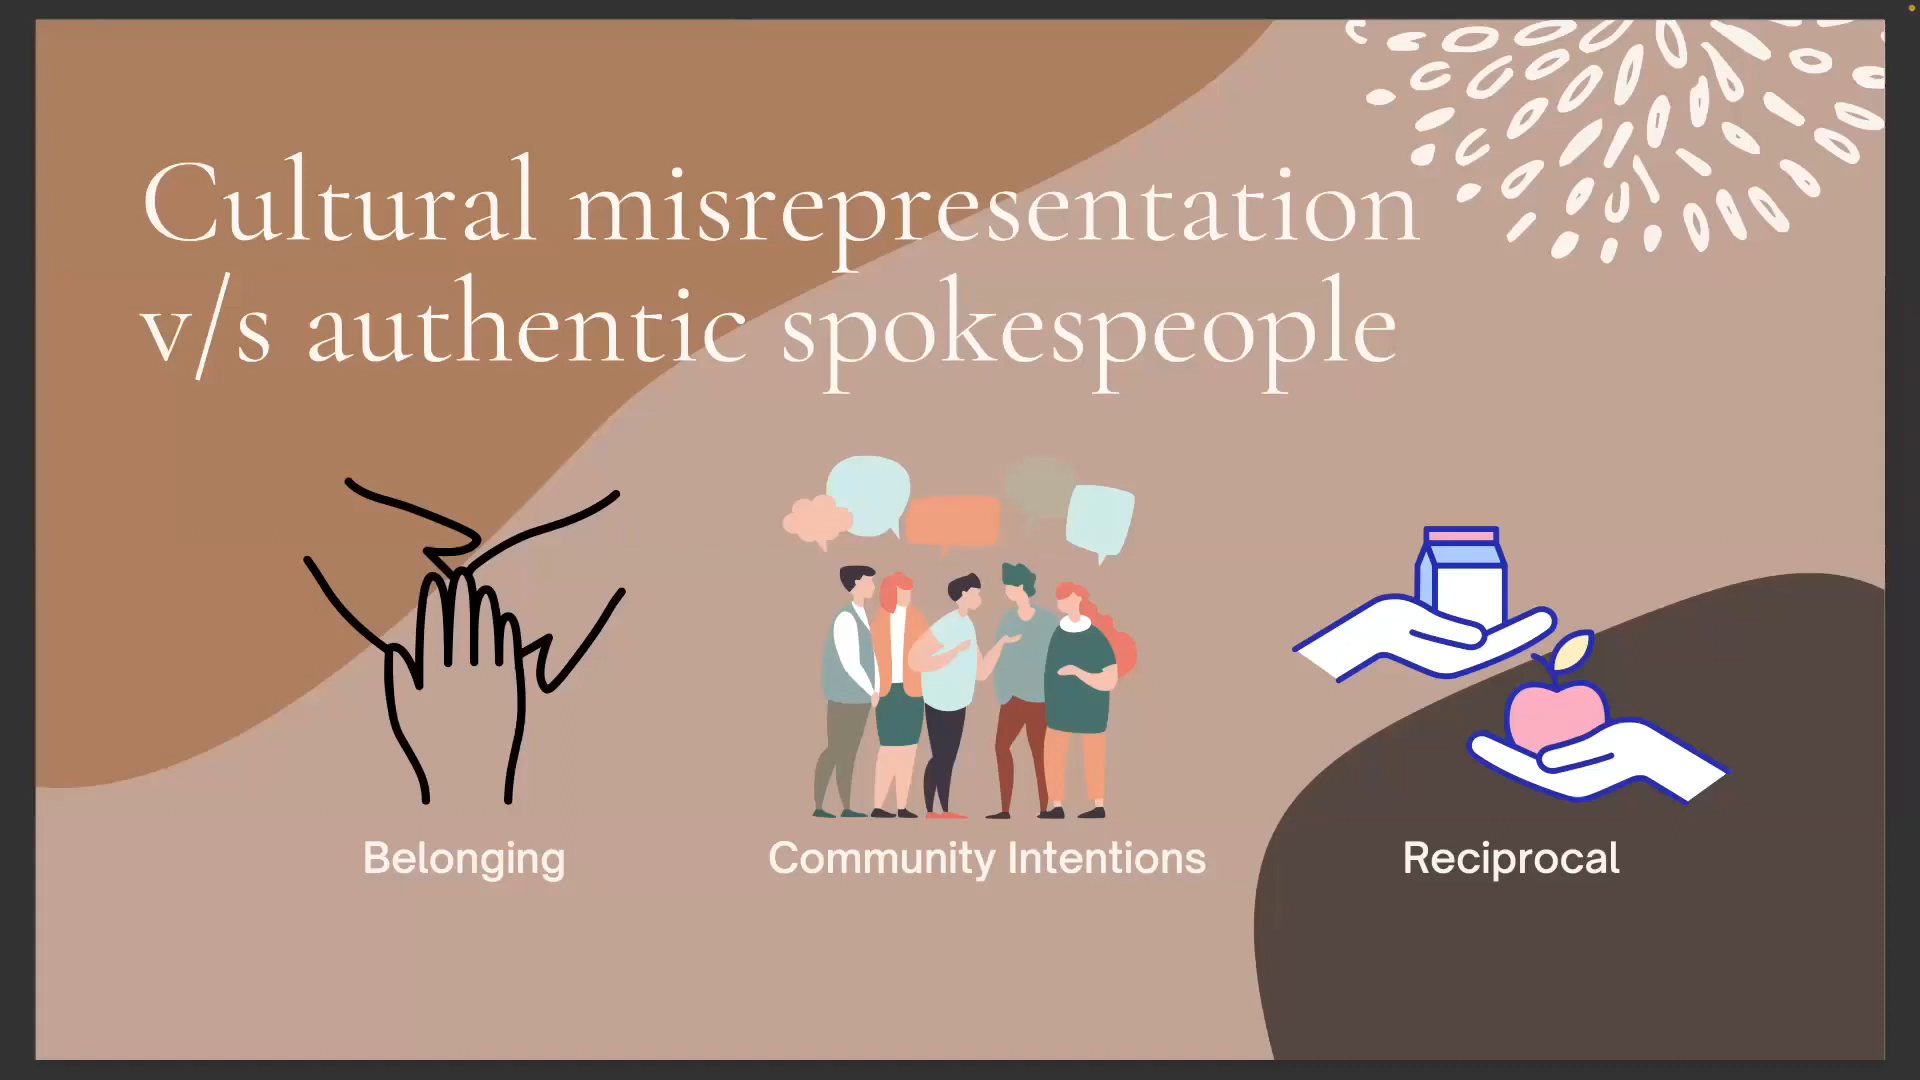 Cultural misrepresentation
v/s authentic spokespeople
Belonging
Community Intentions
Reciprocal